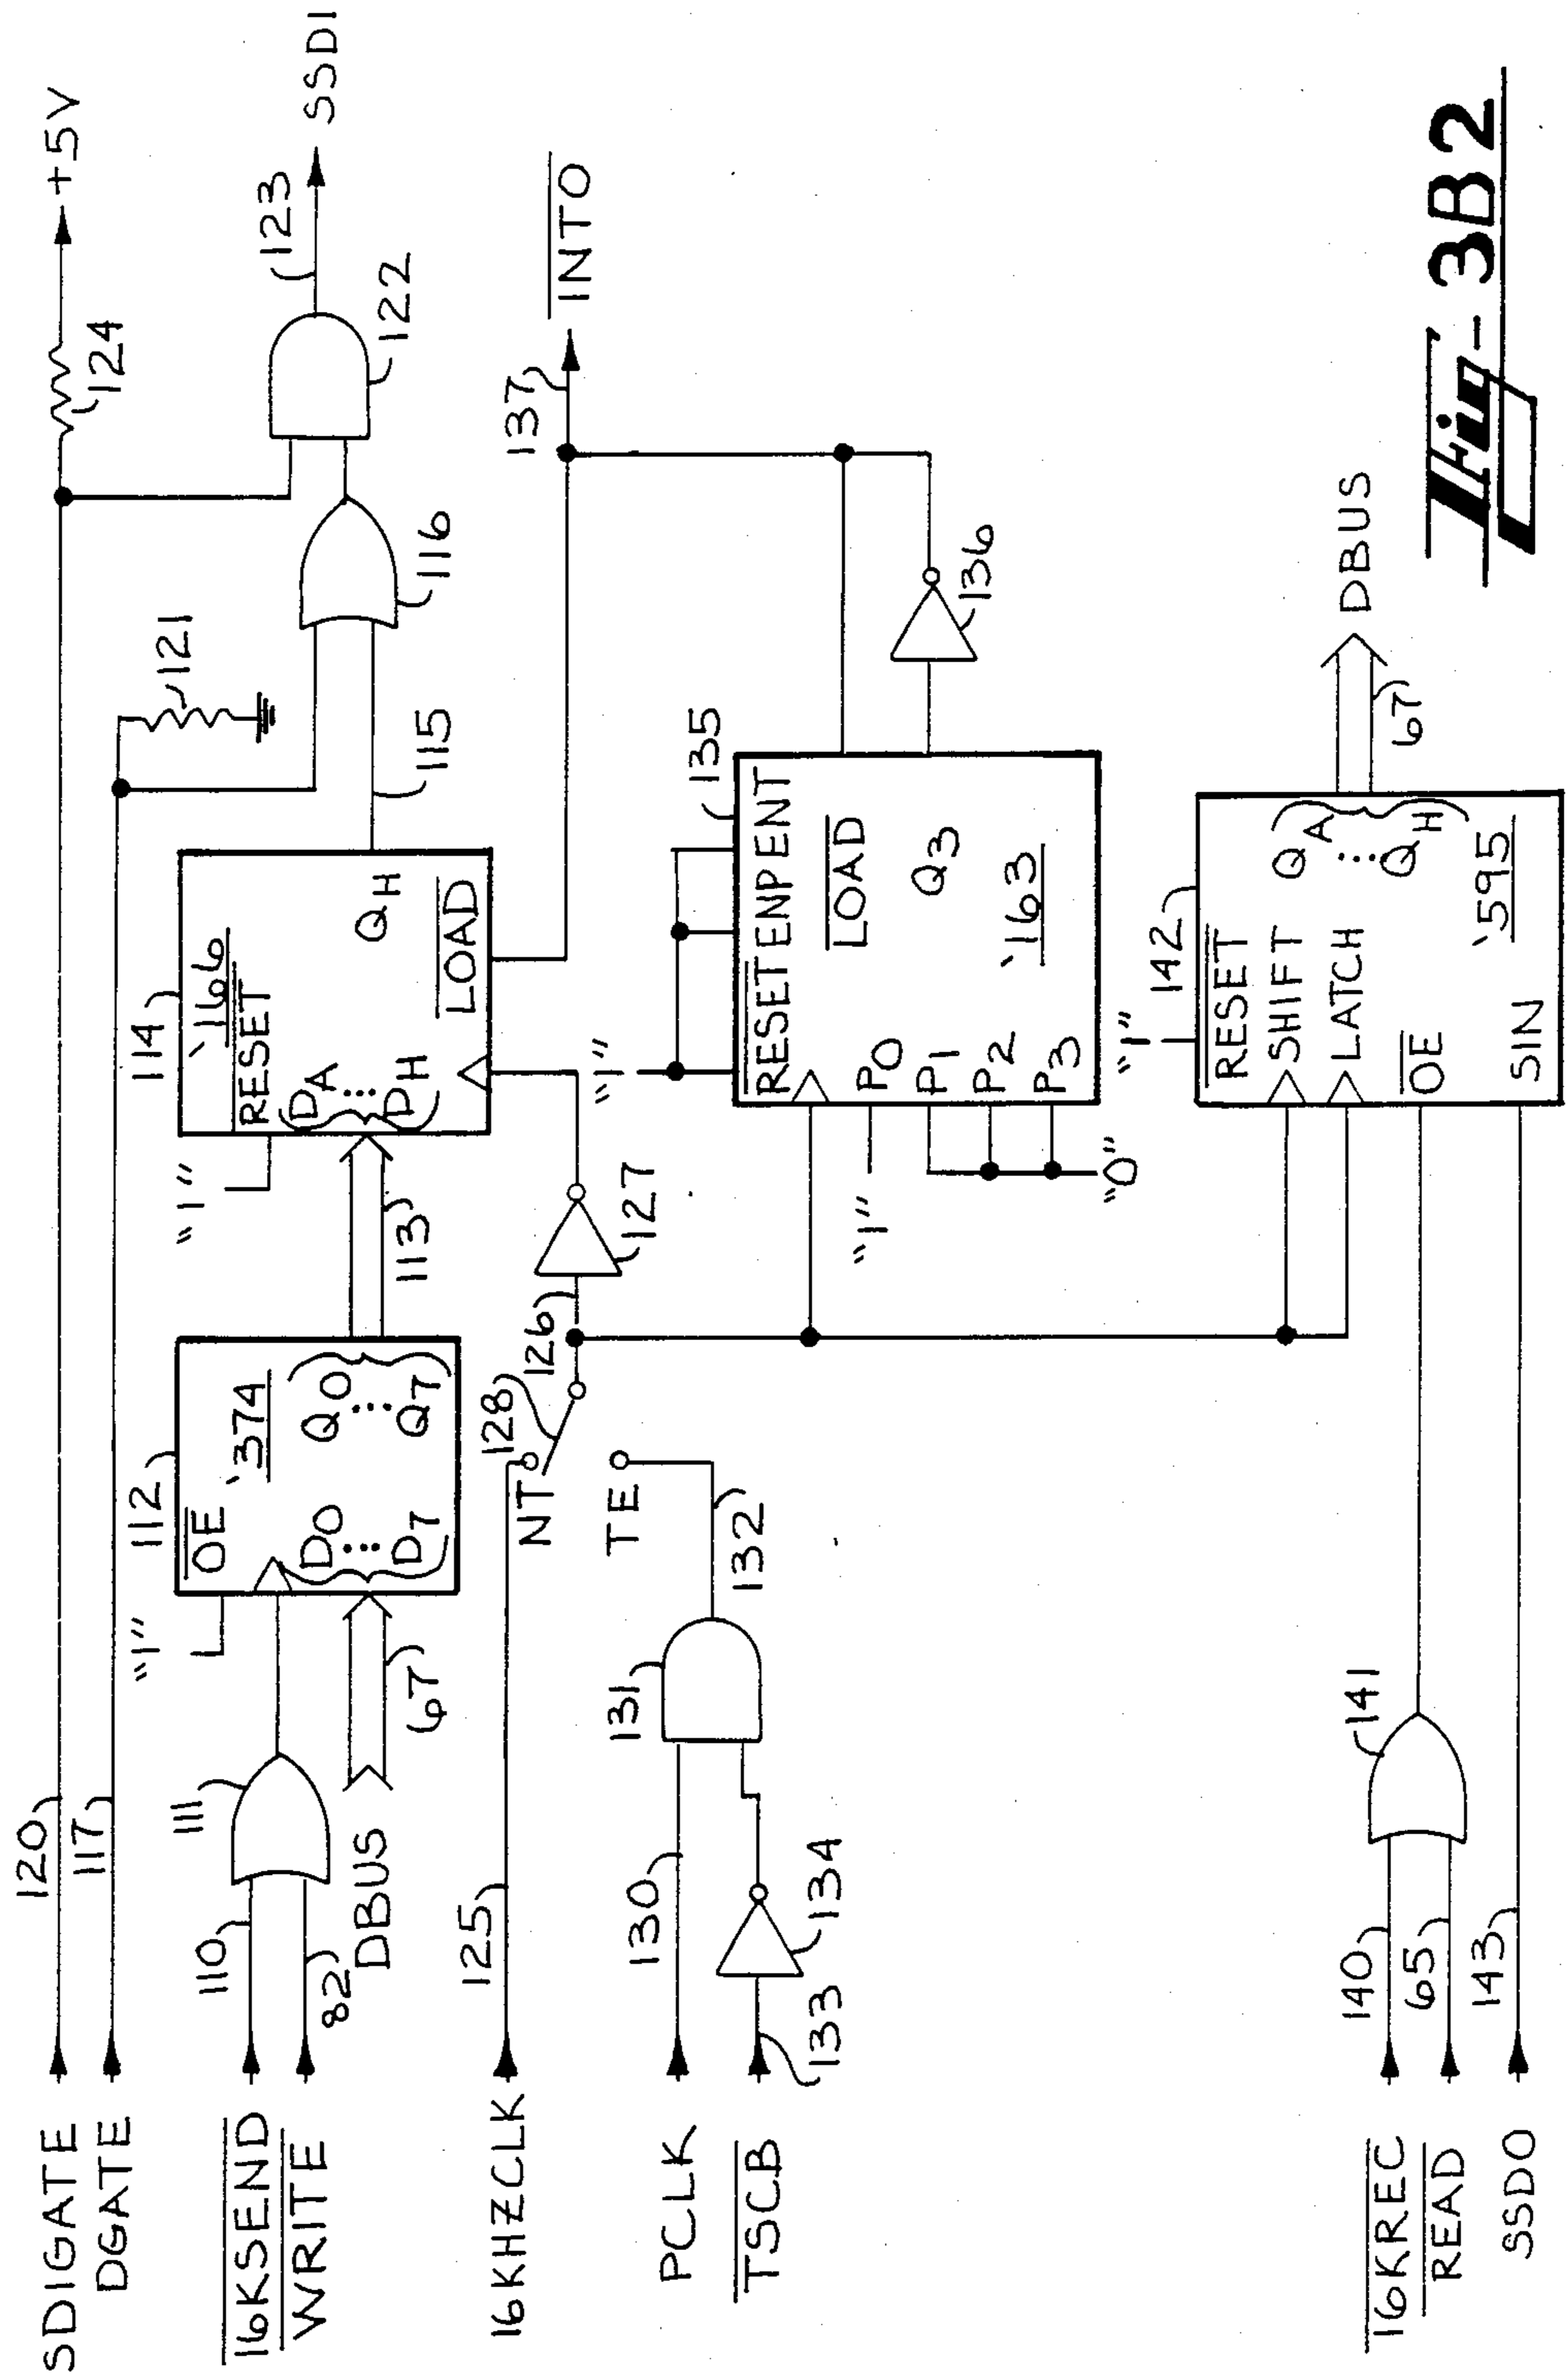 120
SDIGATE
124
+5V
117
DGATE
121
110
16KSEND
82
WRITE
111
67
DBUS
"1"
112
OE
'374
D0
...
D7
Q0
...
Q7
113
"1"
114
'166
RESET
DA
...
DH
QH
LOAD
115
116
122
123
SSDI
125
16KHZCLK
128
NT
TE
126
127
137
INTO
130
PCLK
133
TSCB
134
131
132
"1"
135
RESET ENP ENT
P0
P1
P2
P3
LOAD
Q3
'163
"1"
"0"
136
140
16KREC
65
READ
143
SSDO
141
"1"
142
RESET
SHIFT
LATCH
OE
SIN
QA
...
QH
'595
67
DBUS
Fig-3B2